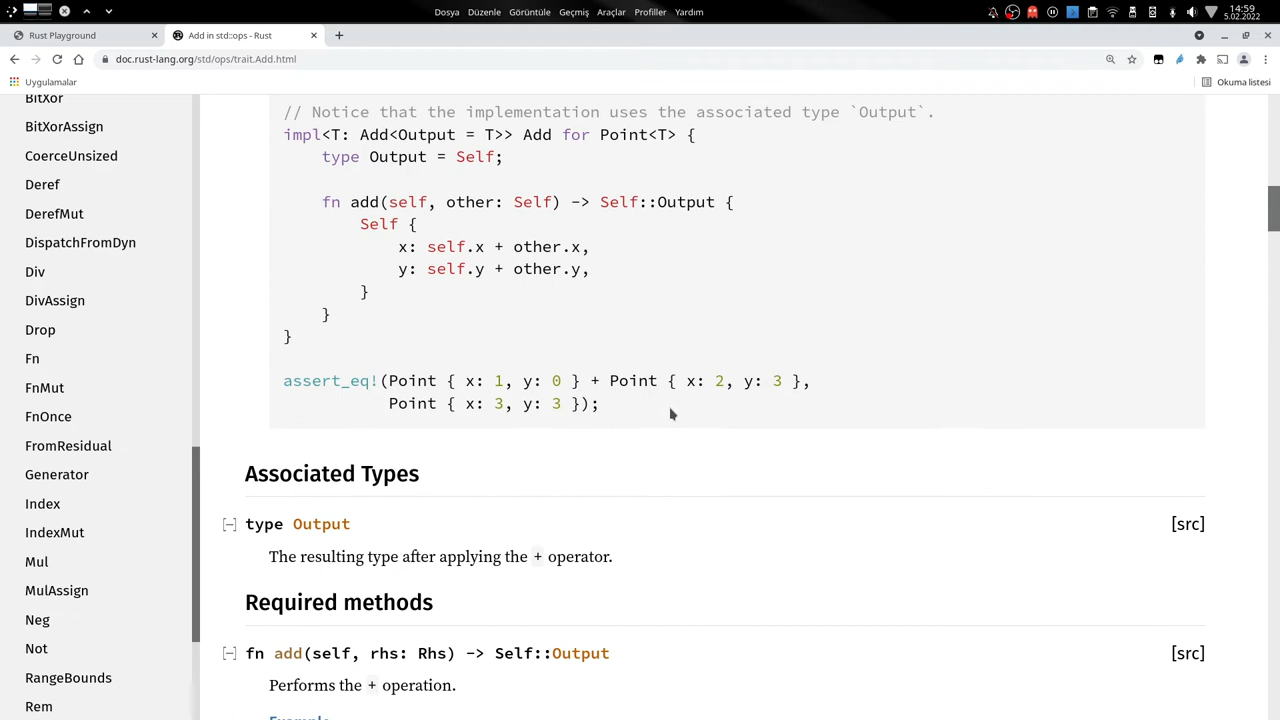 Dosya Düzenle Görüntüle Geçmiş Araçlar Profiller Yardım
14:59
5.02.2022
Rust Playground
Add in std::ops - Rust
doc.rust-lang.org/std/ops/trait.Add.html
Uygulamalar
Okuma listesi
BitXor
BitXorAssign
CoerceUnsized
Deref
DerefMut
DispatchFromDyn
Div
DivAssign
Drop
Fn
FnMut
FnOnce
FromResidual
Generator
Index
IndexMut
Mul
MulAssign
Neg
Not
RangeBounds
Rem
// Notice that the implementation uses the associated type `Output`.
impl<T: Add<Output = T>> Add for Point<T> {
    type Output = Self;
    fn add(self, other: Self) -> Self::Output {
        Self {
            x: self.x + other.x,
            y: self.y + other.y,
        }
    }
}
assert_eq!(Point { x: 1, y: 0 } + Point { x: 2, y: 3 },
           Point { x: 3, y: 3 });
Associated Types
[−] type Output [src]
The resulting type after applying the + operator.
Required methods
[−] fn add(self, rhs: Rhs) -> Self::Output [src]
Performs the + operation.
Example